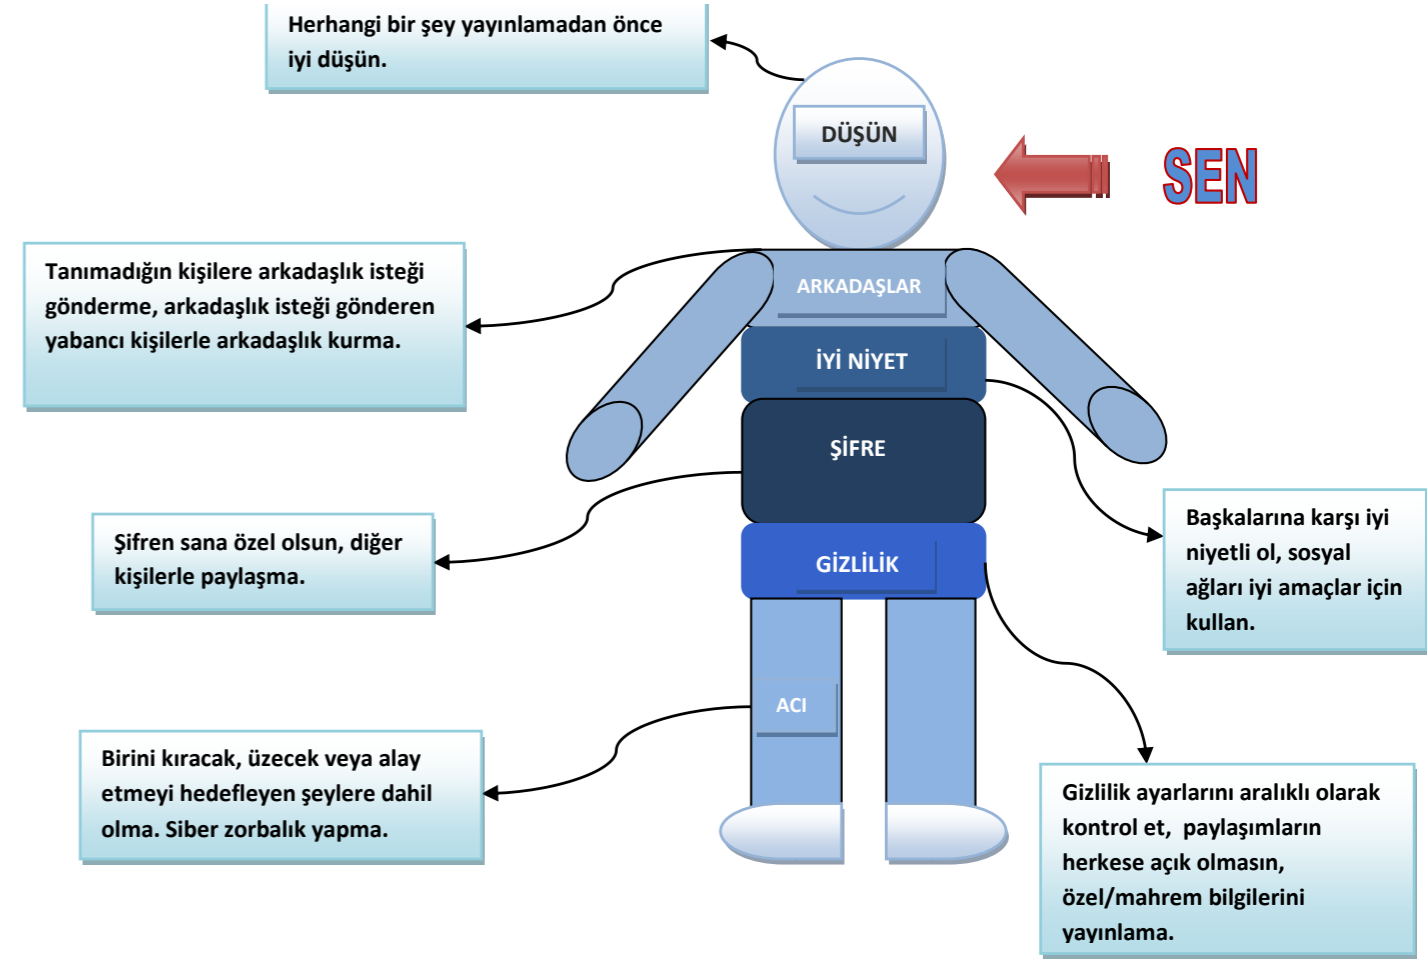 Herhangi bir şey yayınlamadan önce
iyi düşün.
DÜŞÜN
SEN
Tanımadığın kişilere arkadaşlık isteği
gönderme, arkadaşlık isteği gönderen
yabancı kişilerle arkadaşlık kurma.
ARKADAŞLAR
İYİ NİYET
ŞİFRE
Şifren sana özel olsun, diğer
kişilerle paylaşma.
Başkalarına karşı iyi
niyetli ol, sosyal
ağları iyi amaçlar için
kullan.
GİZLİLİK
ACI
Birini kıracak, üzecek veya alay
etmeyi hedefleyen şeylere dahil
olma. Siber zorbalık yapma.
Gizlilik ayarlarını aralıklı olarak
kontrol et,  paylaşımların
herkese açık olmasın,
özel/mahrem bilgilerini
yayınlama.